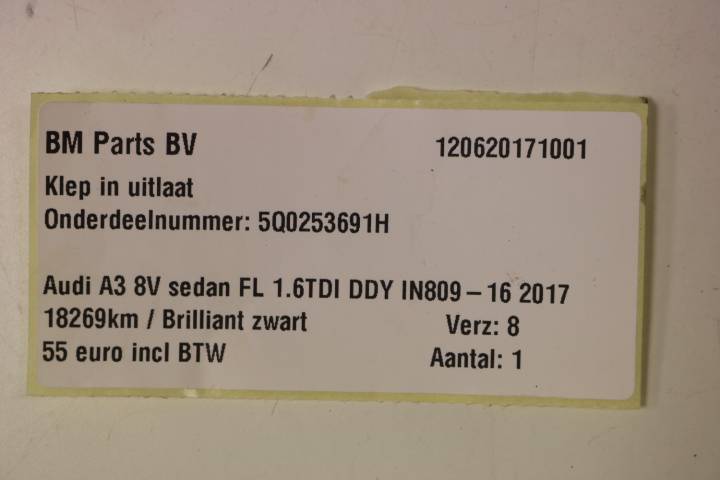 BM Parts BV 120620171001
Klep in uitlaat
Onderdeelnummer: 5Q0253691H
Audi A3 8V sedan FL 1.6TDI DDY IN809 – 16 2017
18269km / Brilliant zwart Verz: 8
55 euro incl BTW Aantal: 1